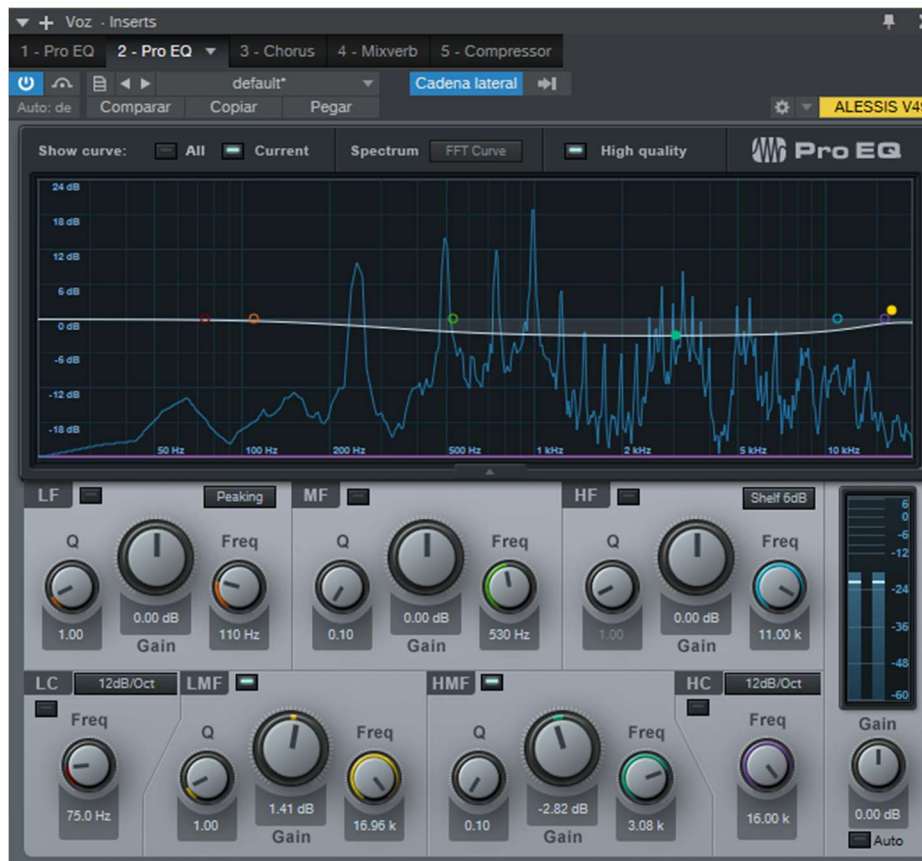 Voz - Inserts
1 - Pro EQ 2 - Pro EQ 3 - Chorus 4 - Mixverb 5 - Compressor
default* Cadena lateral
Auto: de Comparar Copiar Pegar ALESSIS V49
Show curve: All Current Spectrum FFT Curve High quality Pro EQ
24 dB
18 dB
12 dB
6 dB
0 dB
-6 dB
-12 dB
-18 dB
50 Hz 100 Hz 200 Hz 500 Hz 1 kHz 2 kHz 5 kHz 10 kHz
LF Peaking MF HF Shelf 6dB
Q Freq Q Freq Q Freq
1.00 0.00 dB 110 Hz 0.10 0.00 dB 530 Hz 1.00 0.00 dB 11.00 k
Gain Gain Gain
6
0
-6
-12
-24
-36
-48
-60
LC 12dB/Oct LMF HMF HC 12dB/Oct
Freq Q Freq Q Freq Freq Gain
75.0 Hz 1.00 1.41 dB 16.96 k 0.10 -2.82 dB 3.08 k 16.00 k 0.00 dB
Gain Gain Auto